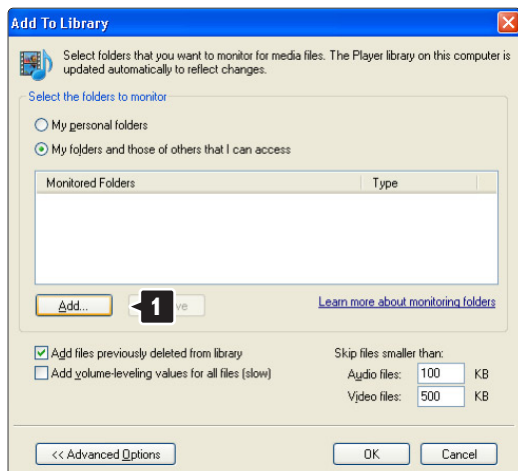 Add To Library
Select folders that you want to monitor for media files. The Player library on this computer is
updated automatically to reflect changes.
Select the folders to monitor
My personal folders
My folders and those of others that I can access
Monitored Folders Type
Add... 1 ve Learn more about monitoring folders
Add files previously deleted from library Skip files smaller than:
Add volume-leveling values for all files (slow) Audio files: 100 KB
Video files: 500 KB
<< Advanced Options OK Cancel